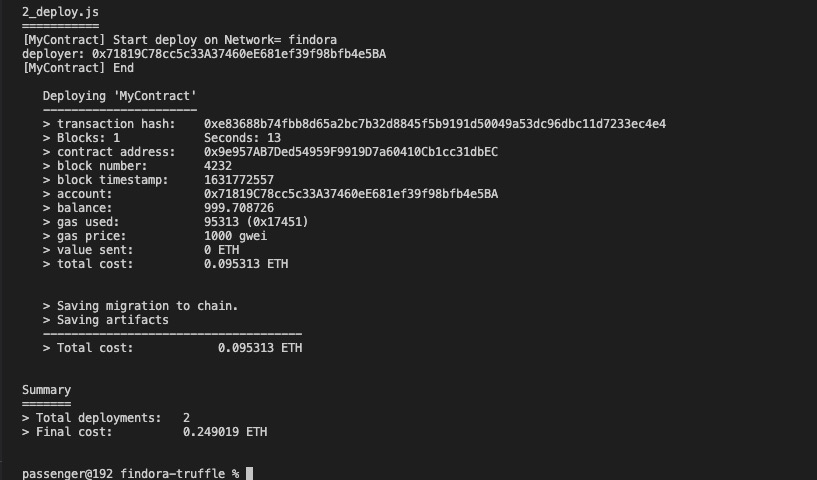 2_deploy.js
===========
[MyContract] Start deploy on Network= findora
deployer: 0x71819C78cc5c33A37460eE681ef39f98bfb4e5BA
[MyContract] End
Deploying 'MyContract'
----------------------
> transaction hash:    0xe83688b74fbb8d65a2bc7b32d8845f5b9191d50049a53dc96dbc11d7233ec4e4
> Blocks: 1            Seconds: 13
> contract address:    0x9e957AB7Ded54959F9919D7a60410Cb1cc31dbEC
> block number:        4232
> block timestamp:     1631772557
> account:             0x71819C78cc5c33A37460eE681ef39f98bfb4e5BA
> balance:             999.708726
> gas used:            95313 (0x17451)
> gas price:           1000 gwei
> value sent:          0 ETH
> total cost:          0.095313 ETH
> Saving migration to chain.
> Saving artifacts
-------------------------------------
> Total cost:            0.095313 ETH
Summary
=======
> Total deployments:   2
> Final cost:          0.249019 ETH
passenger@192 findora-truffle %